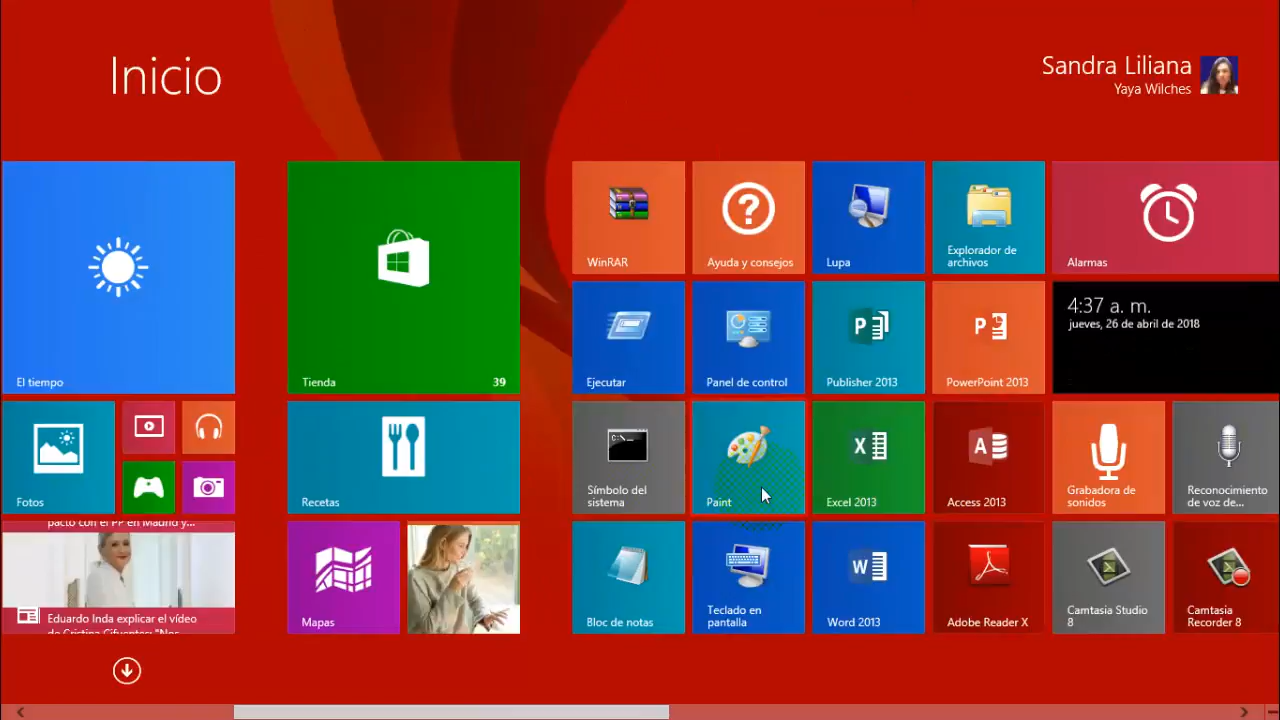 Inicio
Sandra Liliana
Yaya Wilches
El tiempo
Tienda
39
WinRAR
Ayuda y consejos
Lupa
Explorador de
archivos
Alarmas
Ejecutar
Panel de control
Publisher 2013
PowerPoint 2013
4:37 a. m.
jueves, 26 de abril de 2018
Fotos
Recetas
C:\...
Símbolo del
sistema
Paint
Excel 2013
Access 2013
Grabadora de
sonidos
Reconocimiento
de voz de...
pacto con el PP en Madrid y...
Eduardo Inda explicar el vídeo
de Cristina Cifuentes: "Nos
Mapas
Bloc de notas
Teclado en
pantalla
Word 2013
Adobe Reader X
Camtasia Studio
8
Camtasia
Recorder 8